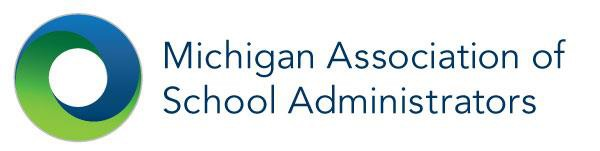 Michigan Association of
School Administrators